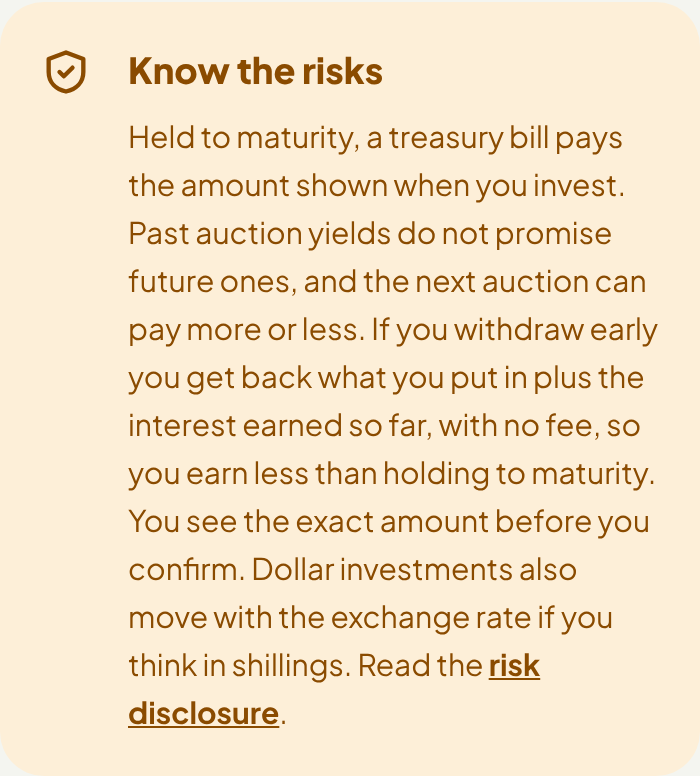 Know the risks
Held to maturity, a treasury bill pays
the amount shown when you invest.
Past auction yields do not promise
future ones, and the next auction can
pay more or less. If you withdraw early
you get back what you put in plus the
interest earned so far, with no fee, so
you earn less than holding to maturity.
You see the exact amount before you
confirm. Dollar investments also
move with the exchange rate if you
think in shillings. Read the risk
disclosure.